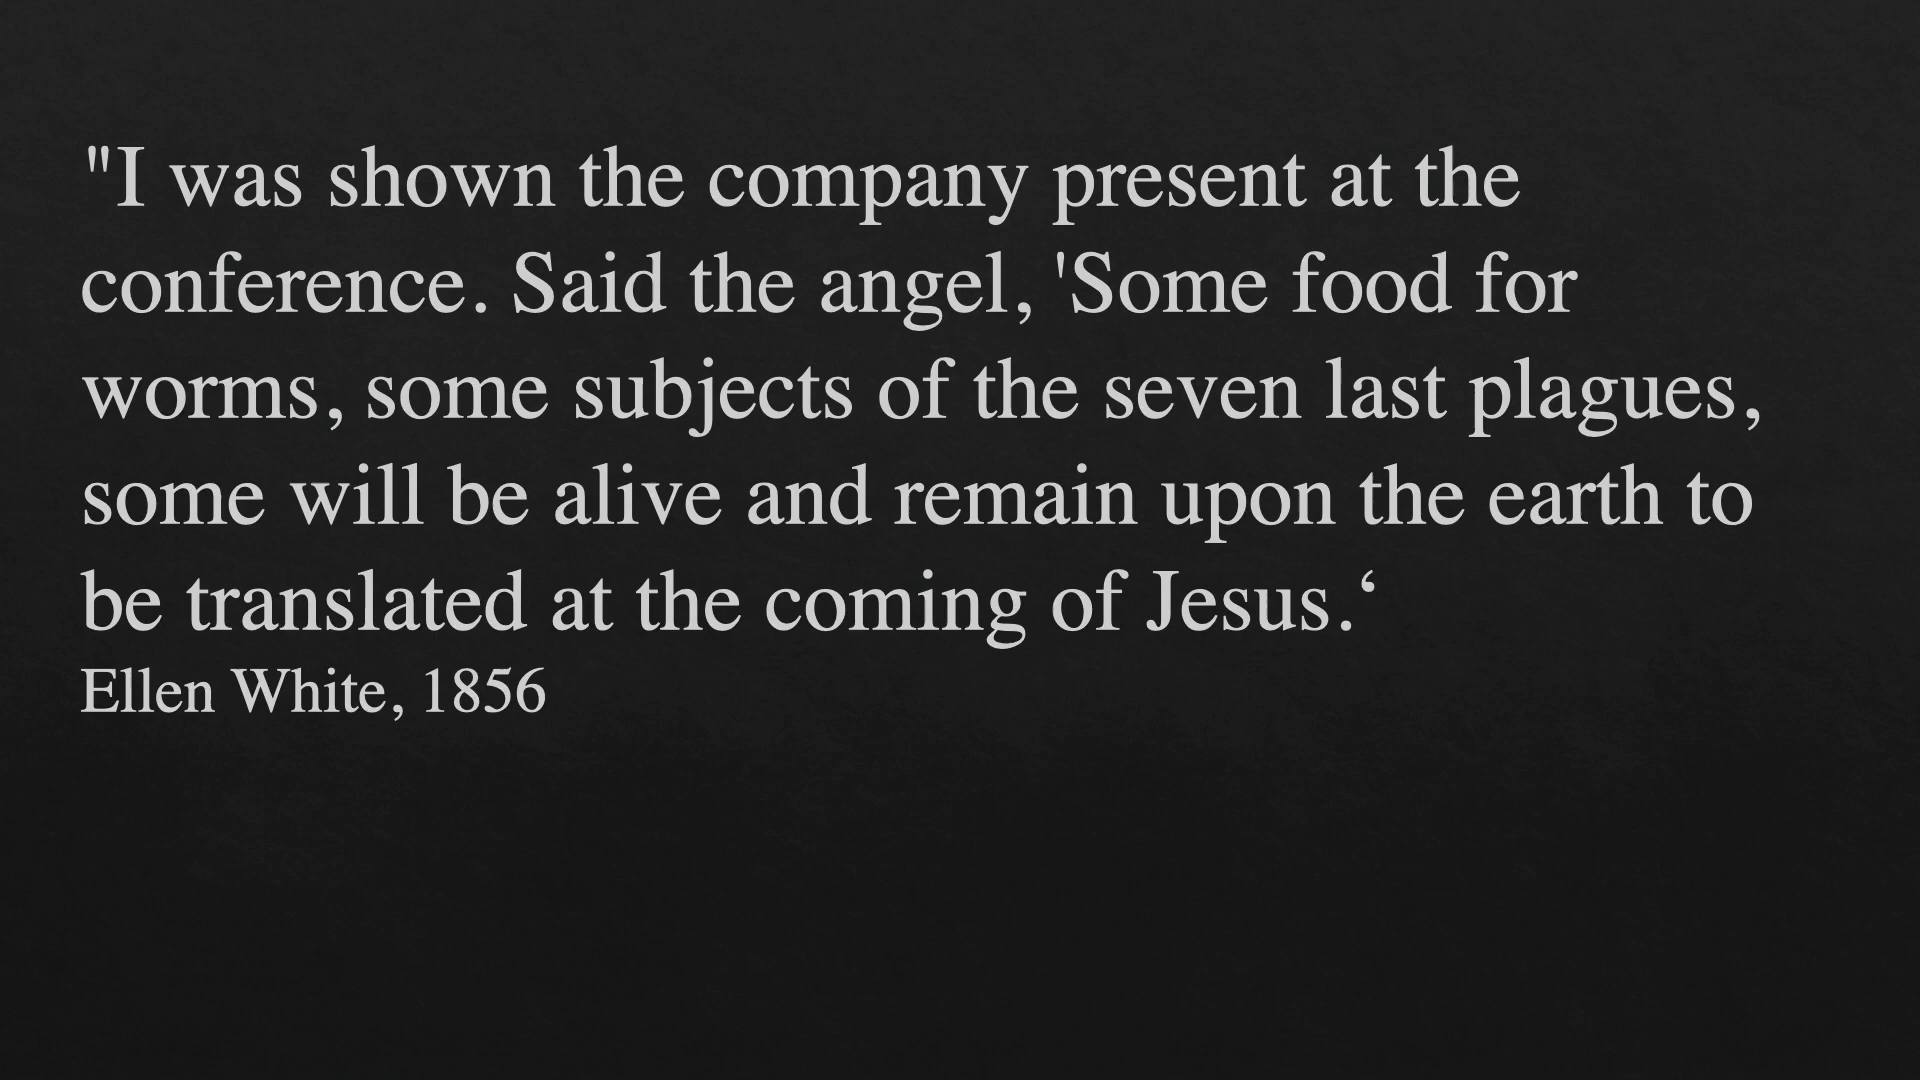 "I was shown the company present at the
conference. Said the angel, 'Some food for
worms, some subjects of the seven last plagues,
some will be alive and remain upon the earth to
be translated at the coming of Jesus.‘
Ellen White, 1856